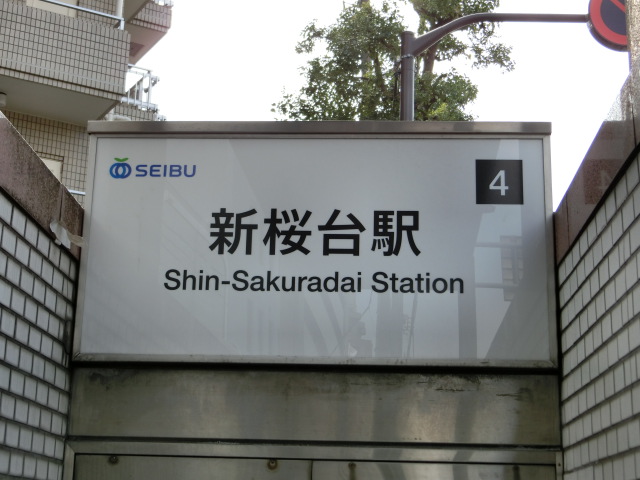 SEIBU
4
新桜台駅
Shin-Sakuradai Station